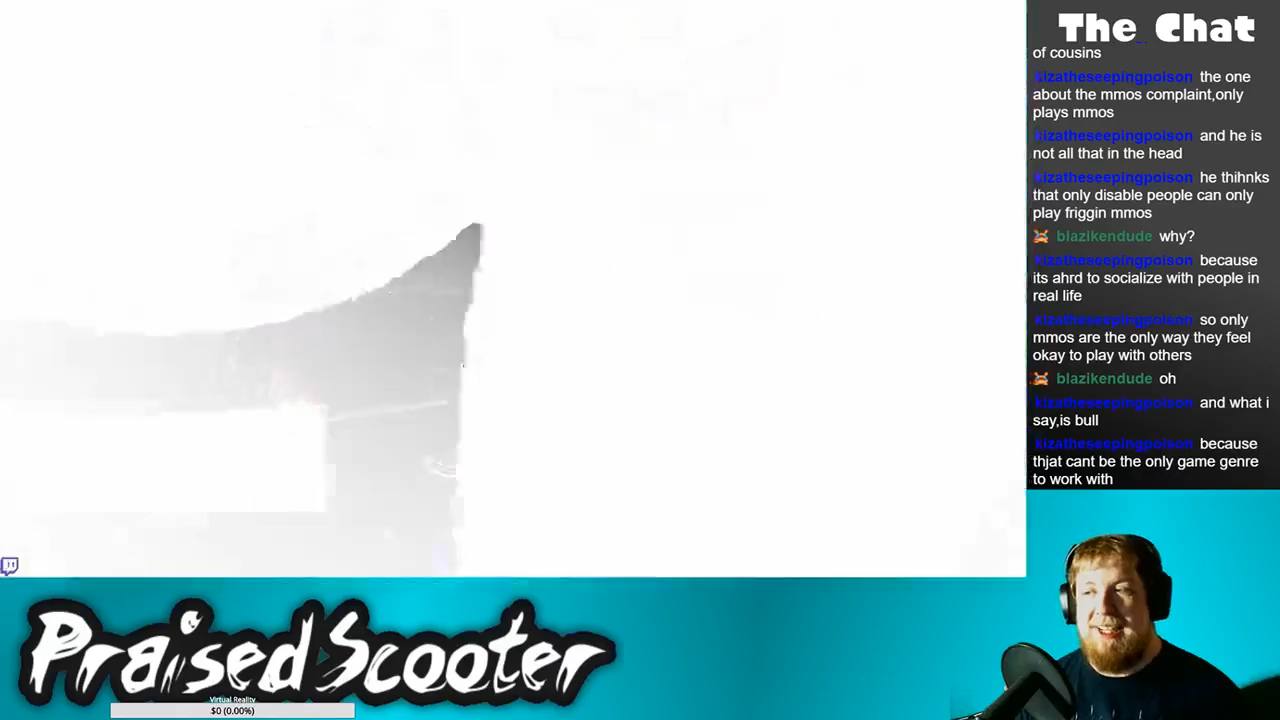 The Chat
of cousins
kizatheseepingpoison the one
about the mmos complaint,only
plays mmos
kizatheseepingpoison and he is
not all that in the head
kizatheseepingpoison he thihnks
that only disable people can only
play friggin mmos
blazikendude why?
kizatheseepingpoison because
its ahrd to socialize with people in
real life
kizatheseepingpoison so only
mmos are the only way they feel
okay to play with others
blazikendude oh
kizatheseepingpoison and what i
say,is bull
kizatheseepingpoison because
thjat cant be the only game genre
to work with
PraisedScooter
Virtual Reality
$0 (0.00%)